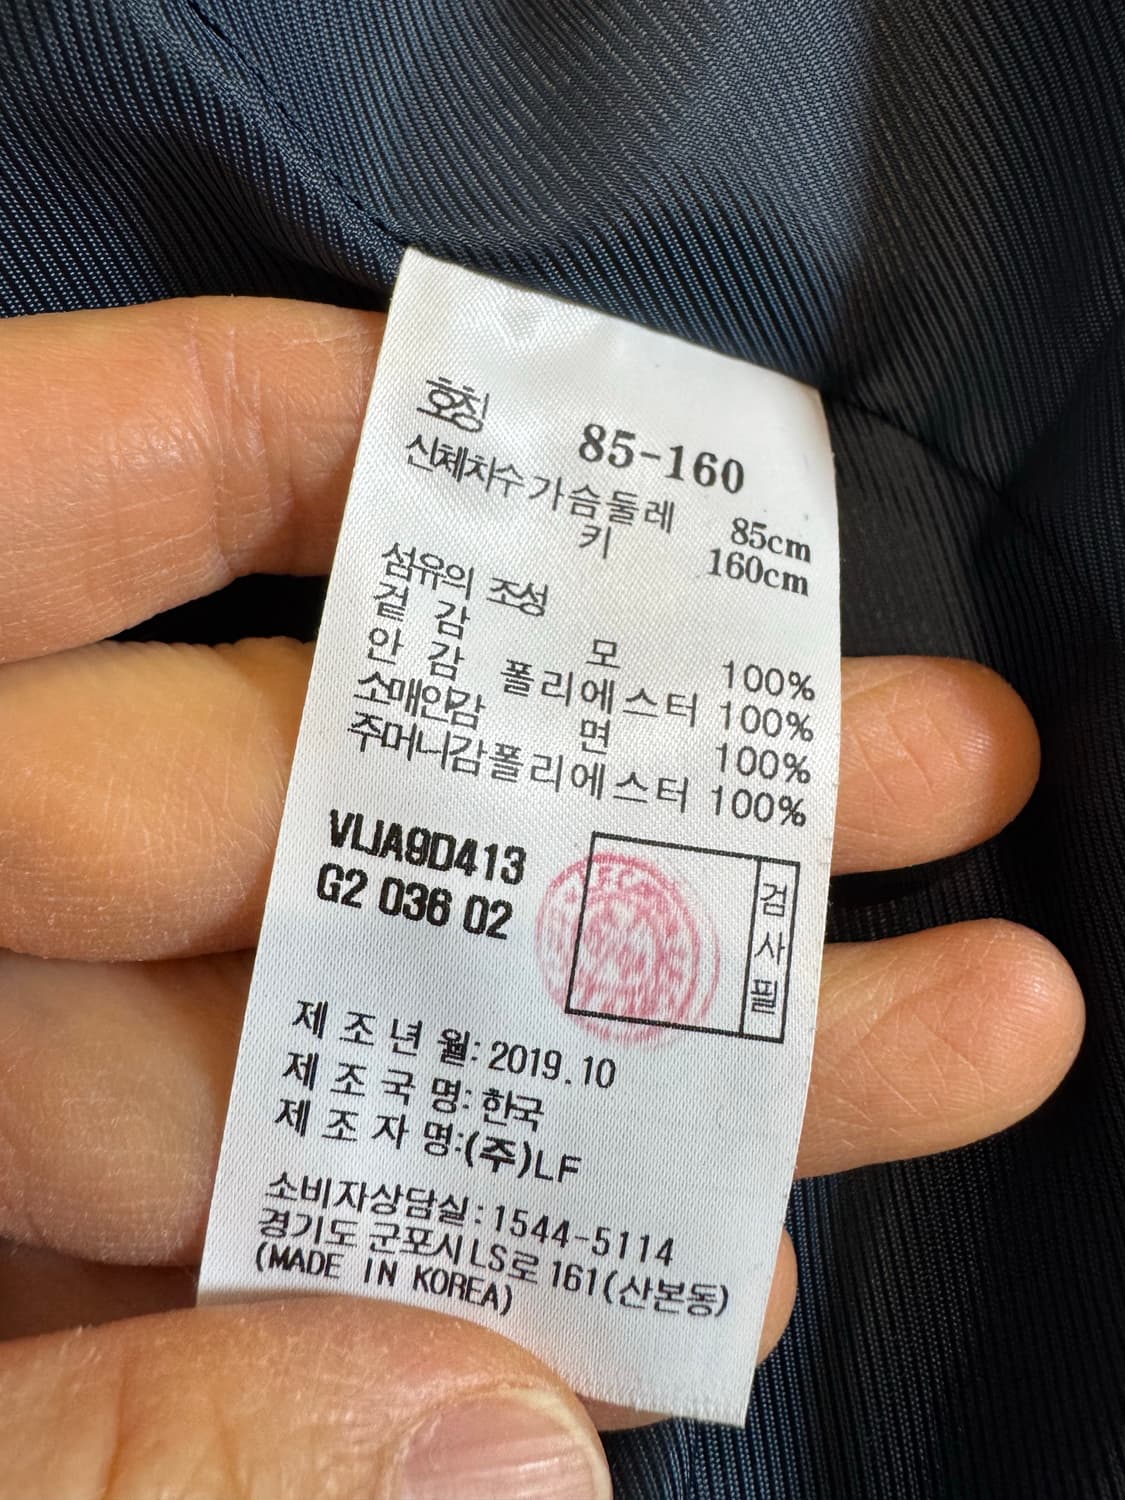 호칭 85-160
신체치수 가슴둘레 85cm
키 160cm
섬유의 조성
겉 감 모 100%
안 감 폴리에스터 100%
소매안감 면 100%
주머니감 폴리에스터 100%
VLJA9D413
G2 036 02
검사필
제 조 년 월: 2019.10
제 조 국 명: 한국
제 조 자 명:(주)LF
소비자상담실:1544-5114
경기도 군포시 LS로 161(산본동)
(MADE IN KOREA)